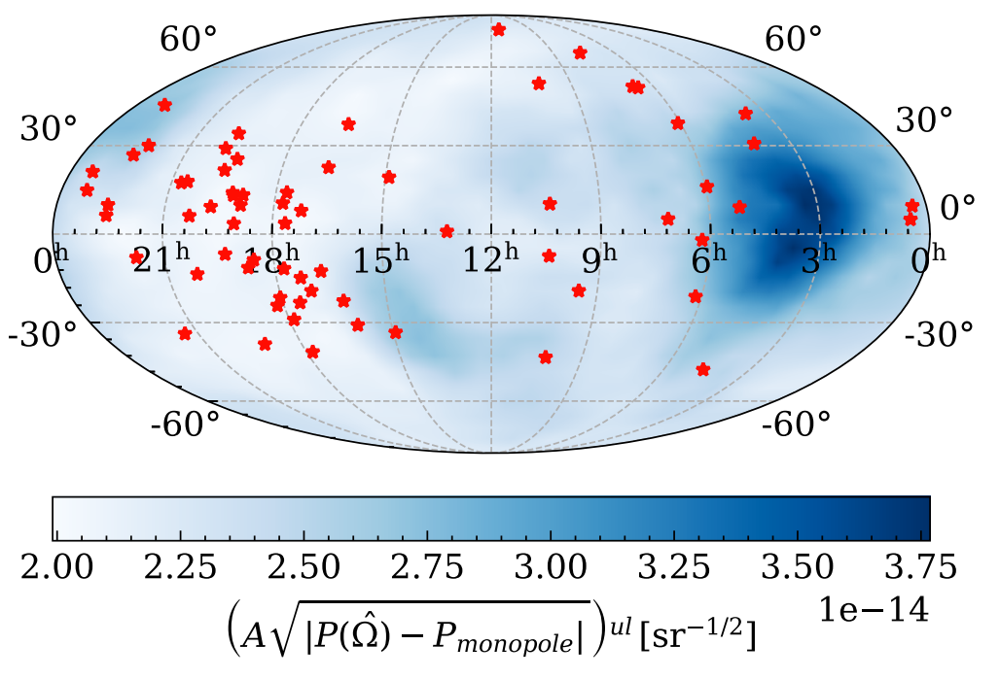 60° 60°
30° 30°
0°
0h 21h 18h 15h 12h 9h 6h 3h 0h
-30° -30°
-60° -60°
2.00 2.25 2.50 2.75 3.00 3.25 3.50 3.75
1e−14
(A√|P(Ω̂) − P_monopole|)^ul [sr^−1/2]